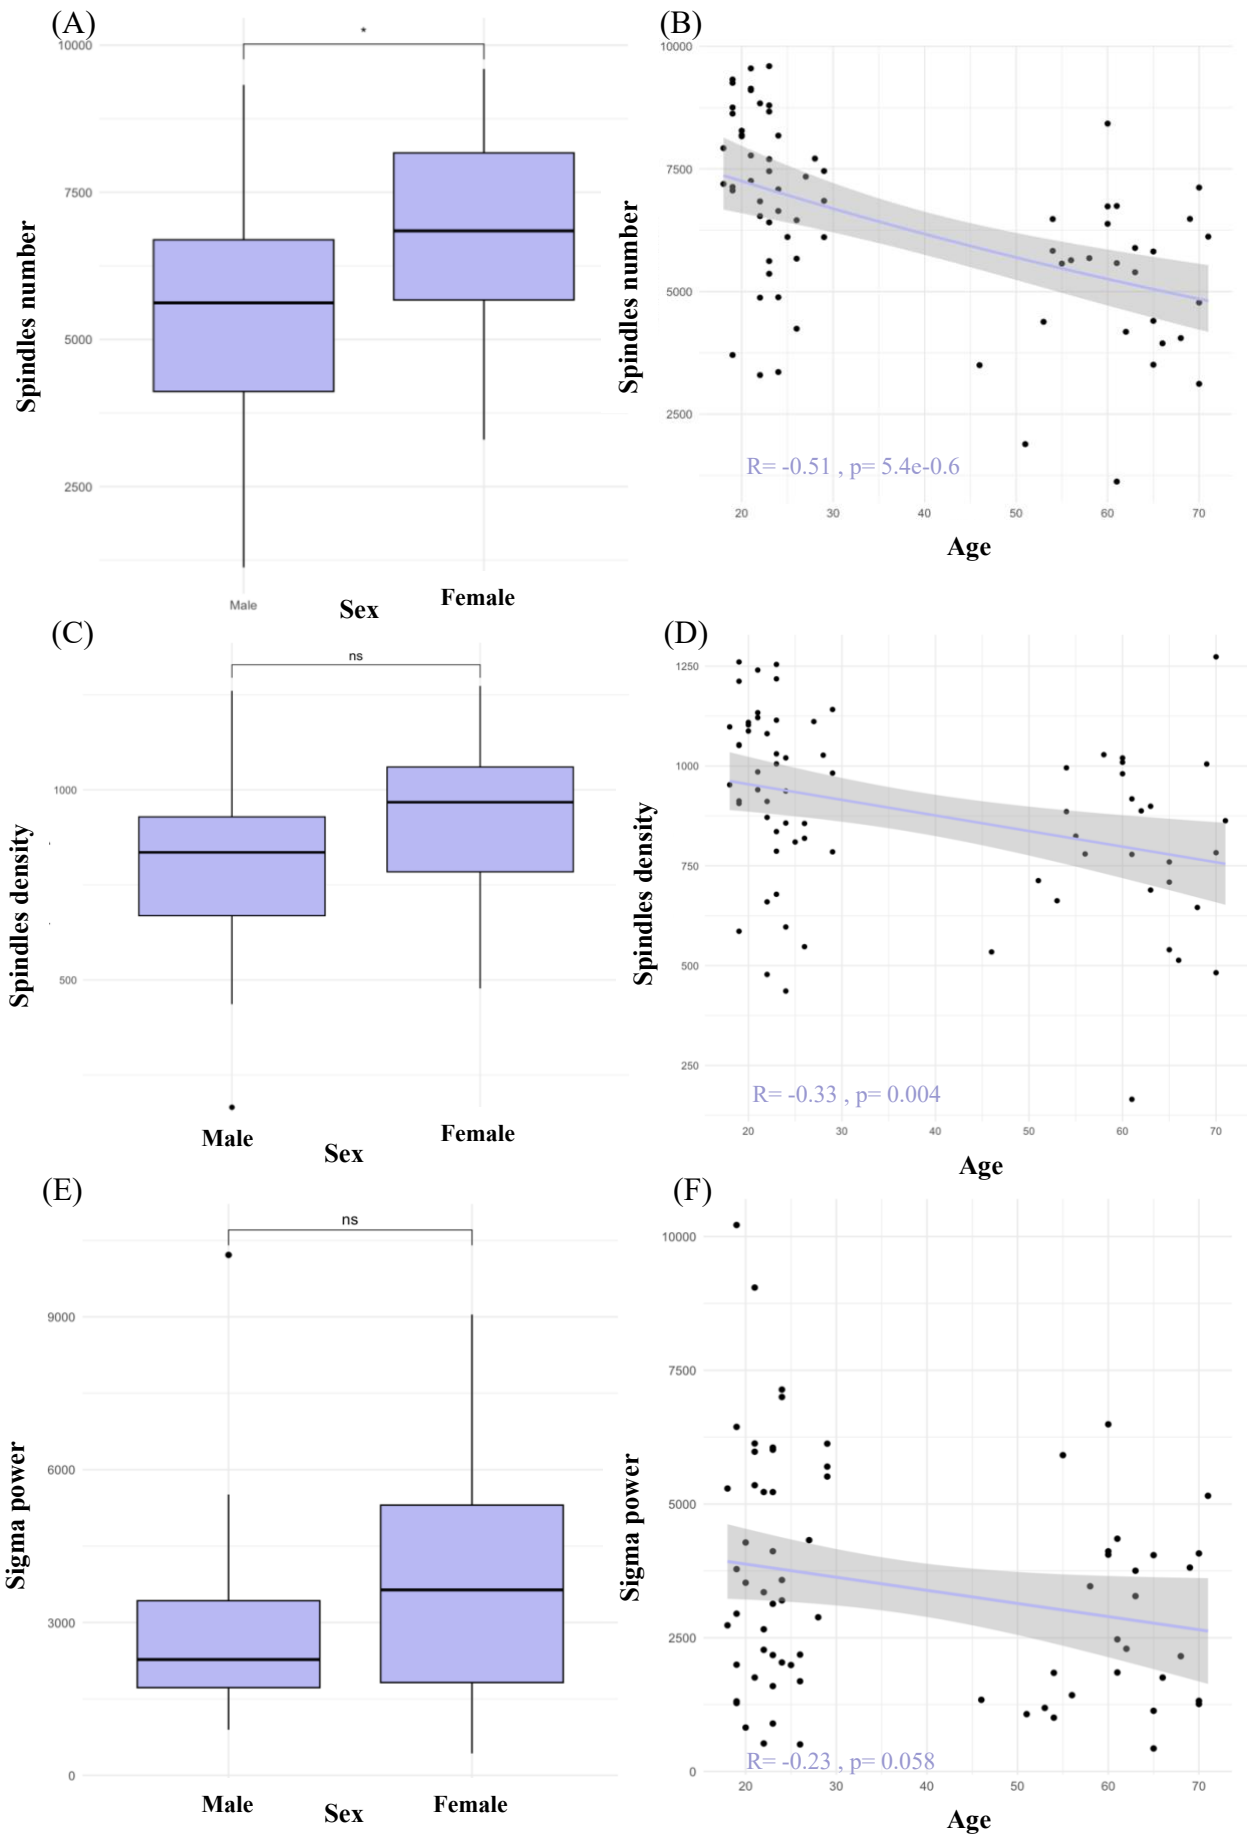 (A)
*
10000
7500
5000
2500
Spindles number
Male
Sex
Female
(B)
10000
7500
5000
2500
Spindles number
R= -0.51 , p= 5.4e-0.6
20 30 40 50 60 70
Age
(C)
ns
1000
500
Spindles density
Male
Sex
Female
(D)
1250
1000
750
500
250
Spindles density
R= -0.33 , p= 0.004
20 30 40 50 60 70
Age
(E)
ns
9000
6000
3000
0
Sigma power
Male
Sex
Female
(F)
10000
7500
5000
2500
0
Sigma power
R= -0.23 , p= 0.058
20 30 40 50 60 70
Age